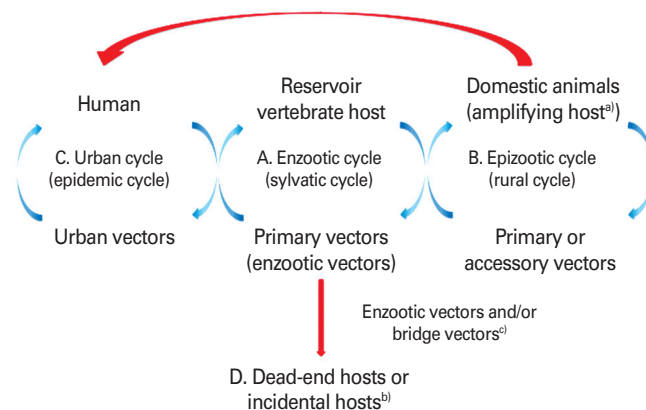 Human
Reservoir
vertebrate host
Domestic animals
(amplifying hostᵃ⁾)
C. Urban cycle
(epidemic cycle)
A. Enzootic cycle
(sylvatic cycle)
B. Epizootic cycle
(rural cycle)
Urban vectors
Primary vectors
(enzootic vectors)
Primary or
accessory vectors
Enzootic vectors and/or
bridge vectorsᶜ⁾
D. Dead-end hosts or
incidental hostsᵇ⁾